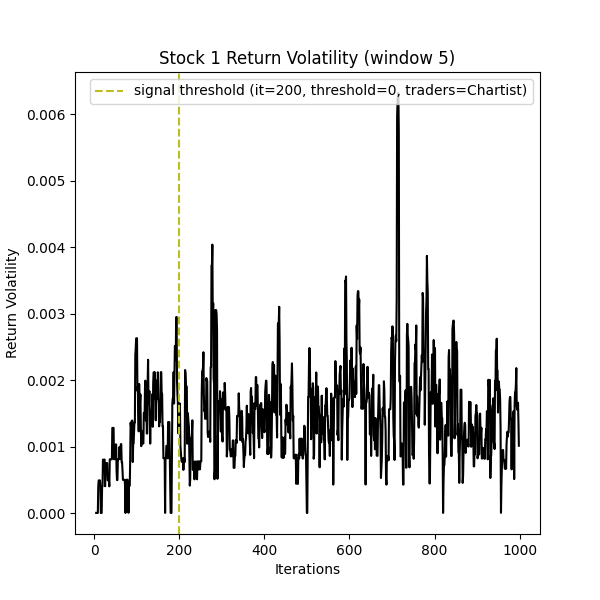 Stock 1 Return Volatility (window 5)
signal threshold (it=200, threshold=0, traders=Chartist)
0.006
0.005
0.004
0.003
0.002
0.001
0.000
Return Volatility
0 200 400 600 800 1000
Iterations